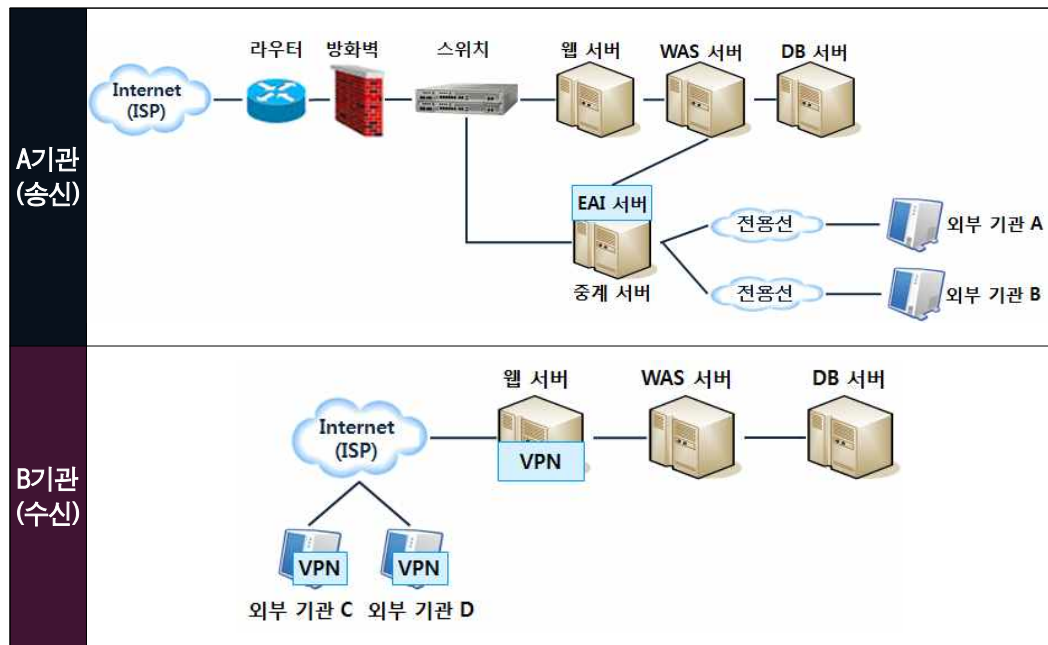 A기관
(송신)
라우터
방화벽
스위치
웹 서버
WAS 서버
DB 서버
Internet
(ISP)
EAI 서버
중계 서버
전용선
외부 기관 A
전용선
외부 기관 B
B기관
(수신)
웹 서버
WAS 서버
DB 서버
Internet
(ISP)
VPN
VPN
VPN
외부 기관 C
외부 기관 D